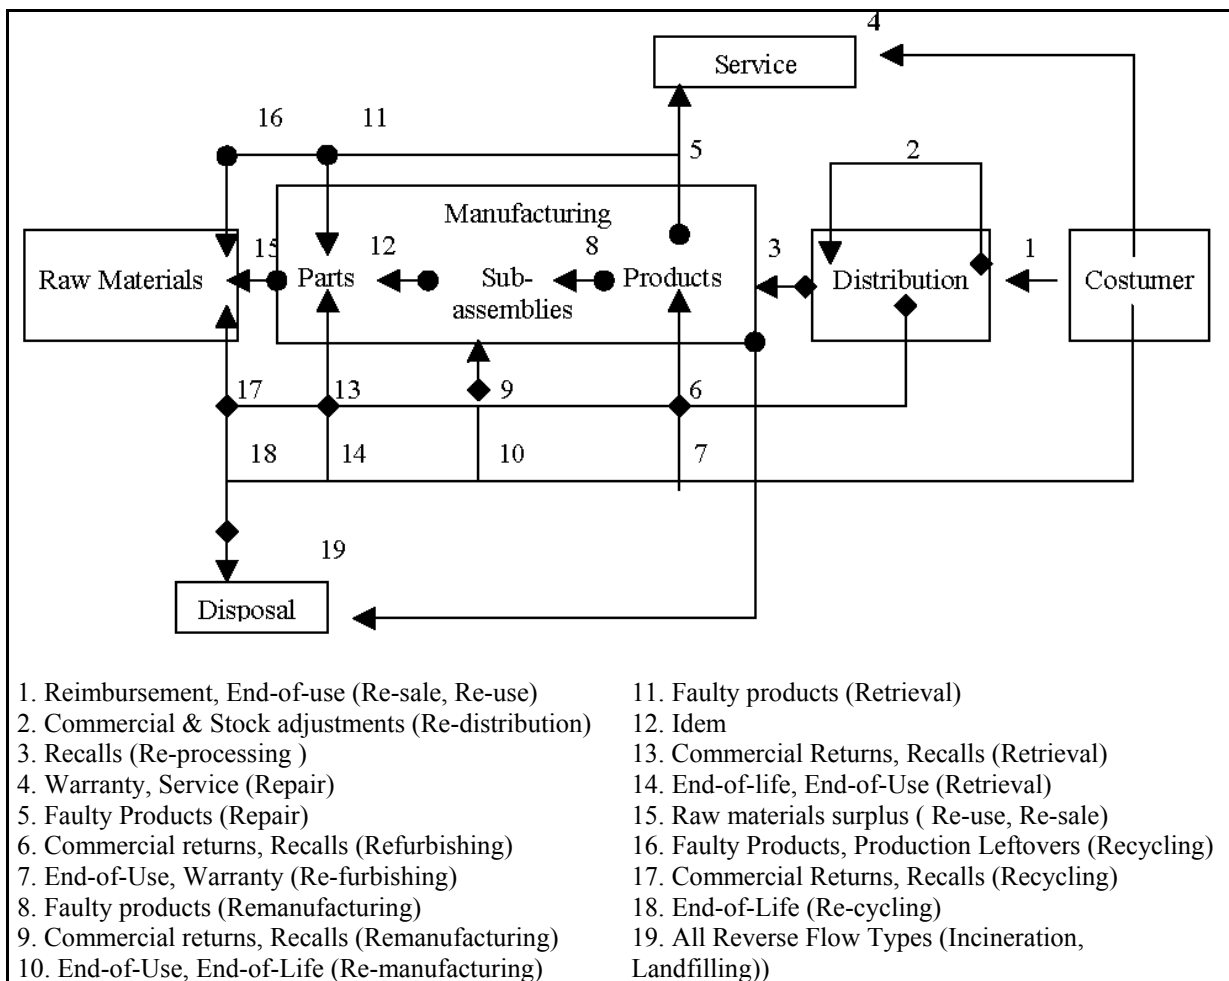 4
Service
16
11
5
2
Manufacturing
15
12
8
3
1
Raw Materials
Parts
Sub-
assemblies
Products
Distribution
Costumer
17
13
9
6
18
14
10
7
19
Disposal
1. Reimbursement, End-of-use (Re-sale, Re-use)
2. Commercial & Stock adjustments (Re-distribution)
3. Recalls (Re-processing )
4. Warranty, Service (Repair)
5. Faulty Products (Repair)
6. Commercial returns, Recalls (Refurbishing)
7. End-of-Use, Warranty (Re-furbishing)
8. Faulty products (Remanufacturing)
9. Commercial returns, Recalls (Remanufacturing)
10. End-of-Use, End-of-Life (Re-manufacturing)
11. Faulty products (Retrieval)
12. Idem
13. Commercial Returns, Recalls (Retrieval)
14. End-of-life, End-of-Use (Retrieval)
15. Raw materials surplus ( Re-use, Re-sale)
16. Faulty Products, Production Leftovers (Recycling)
17. Commercial Returns, Recalls (Recycling)
18. End-of-Life (Re-cycling)
19. All Reverse Flow Types (Incineration,
Landfilling))